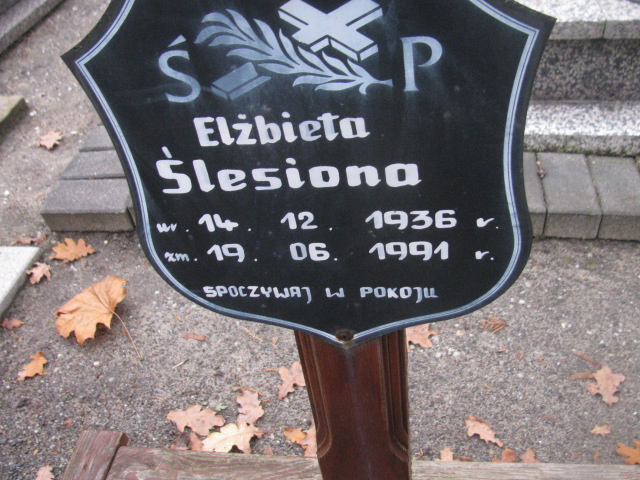 Ś P
Elżbieta
Ślesiona
ur. 14. 12. 1936 r.
zm. 19. 06. 1991 r.
SPOCZYWAJ W POKOJU